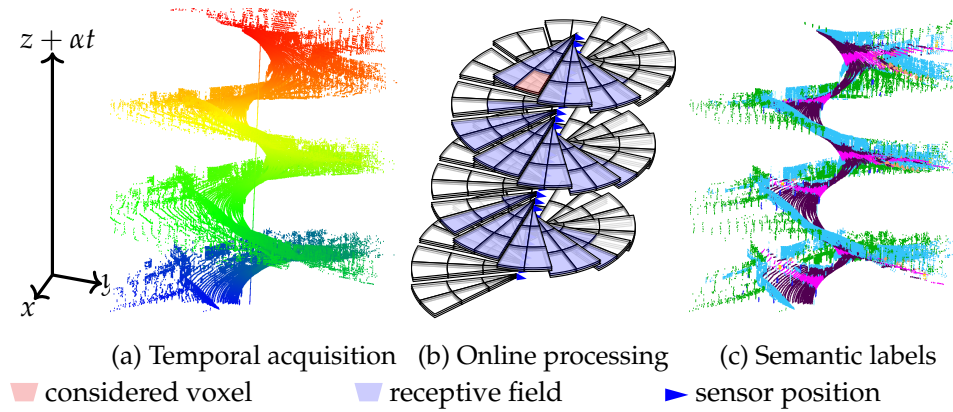 z + αt
y
x
(a) Temporal acquisition (b) Online processing (c) Semantic labels
considered voxel receptive field sensor position